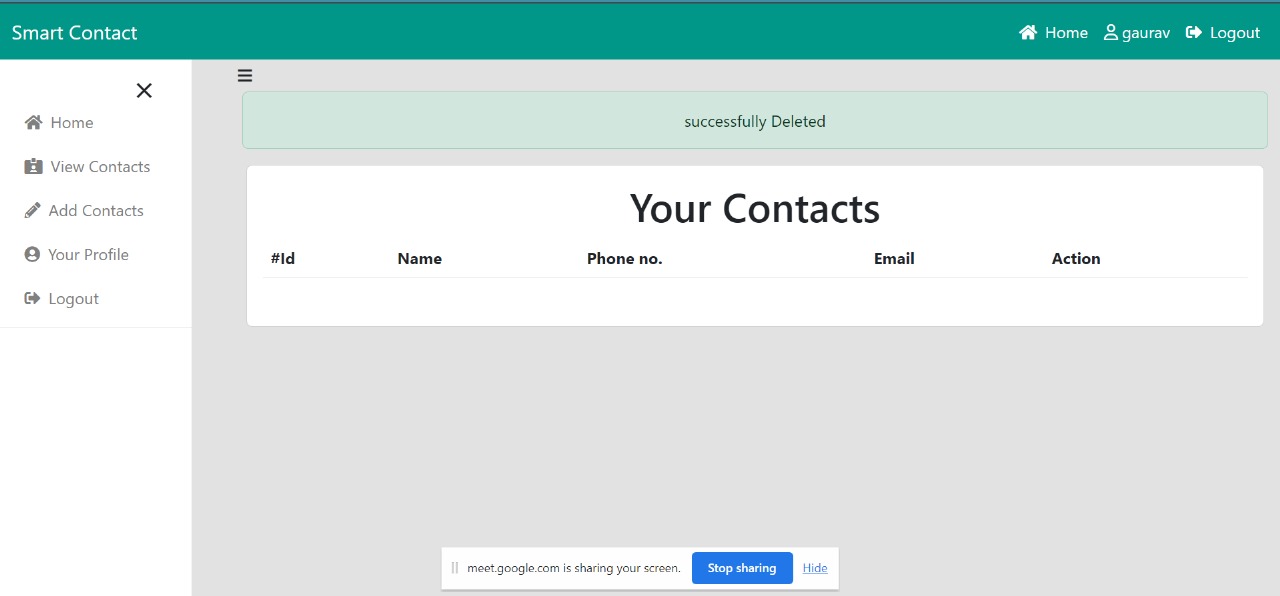 Smart Contact
Home gaurav Logout
Home
View Contacts
Add Contacts
Your Profile
Logout
successfully Deleted
Your Contacts
#Id Name Phone no. Email Action
meet.google.com is sharing your screen. Stop sharing Hide